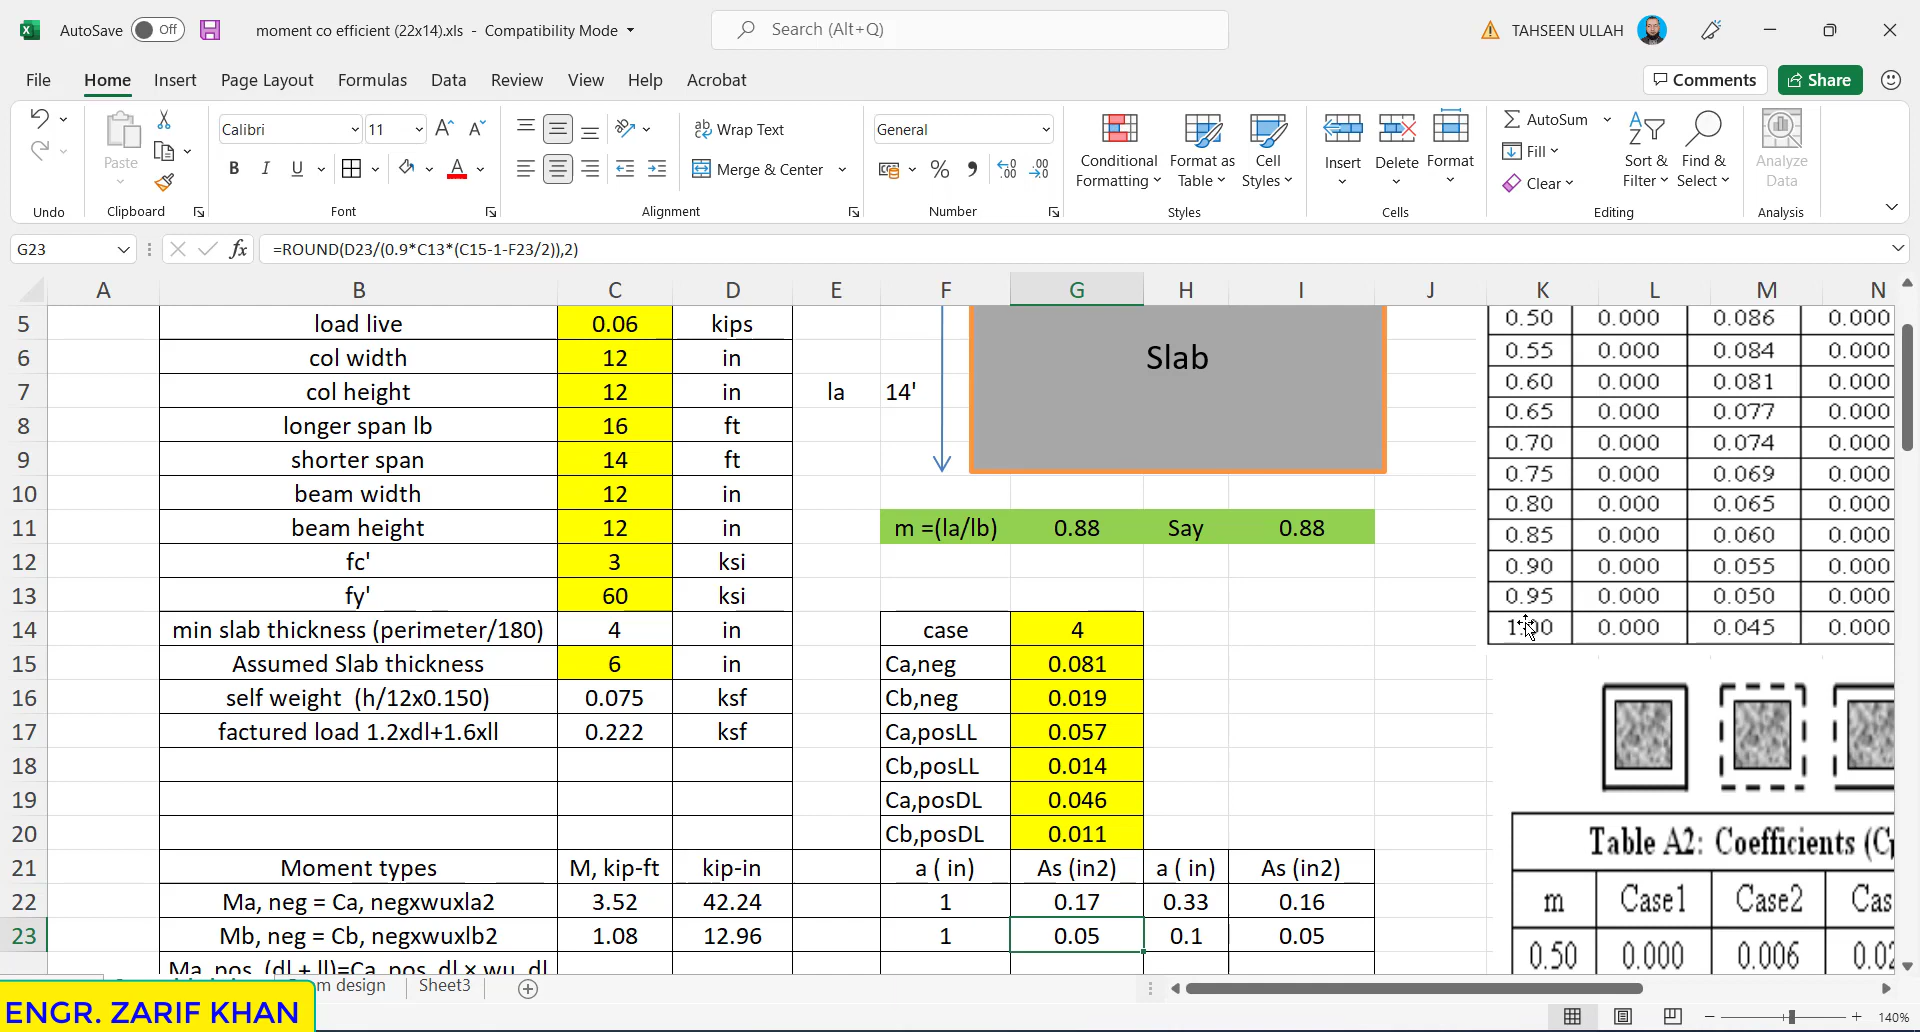 AutoSave Off moment co efficient (22x14).xls - Compatibility Mode Search (Alt+Q) TAHSEEN ULLAH
File Home Insert Page Layout Formulas Data Review View Help Acrobat Comments Share
Paste Calibri 11 Wrap Text General Conditional Formatting Format as Table Cell Styles Insert Delete Format AutoSum Sort & Filter Find & Select Analyze Data
B I U Merge & Center % Fill Clear
Undo Clipboard Font Alignment Number Styles Cells Editing Analysis
G23 fx =ROUND(D23/(0.9*C13*(C15-1-F23/2)),2)
A B C D E F G H I J K L M N
5 load live 0.06 kips Slab 0.50 0.000 0.086 0.000
6 col width 12 in 0.55 0.000 0.084 0.000
7 col height 12 in la 14' 0.60 0.000 0.081 0.000
8 longer span lb 16 ft 0.65 0.000 0.077 0.000
9 shorter span 14 ft 0.70 0.000 0.074 0.000
0.75 0.000 0.069 0.000
10 beam width 12 in 0.80 0.000 0.065 0.000
11 beam height 12 in m =(la/lb) 0.88 Say 0.88 0.85 0.000 0.060 0.000
12 fc' 3 ksi 0.90 0.000 0.055 0.000
13 fy' 60 ksi 0.95 0.000 0.050 0.000
14 min slab thickness (perimeter/180) 4 in case 4 1.00 0.000 0.045 0.000
15 Assumed Slab thickness 6 in Ca,neg 0.081
16 self weight (h/12x0.150) 0.075 ksf Cb,neg 0.019
17 factured load 1.2xdl+1.6xll 0.222 ksf Ca,posLL 0.057
18 Cb,posLL 0.014
19 Ca,posDL 0.046
20 Cb,posDL 0.011 Table A2: Coefficients (C
21 Moment types M, kip-ft kip-in a ( in) As (in2) a ( in) As (in2)
22 Ma, neg = Ca, negxwuxla2 3.52 42.24 1 0.17 0.33 0.16 m Case1 Case2 Cas
23 Mb, neg = Cb, negxwuxlb2 1.08 12.96 1 0.05 0.1 0.05 0.50 0.000 0.006 0.02
Ma, pos, (dl + ll)=Ca, pos, dl × wu, dl
m design Sheet3
ENGR. ZARIF KHAN
140%